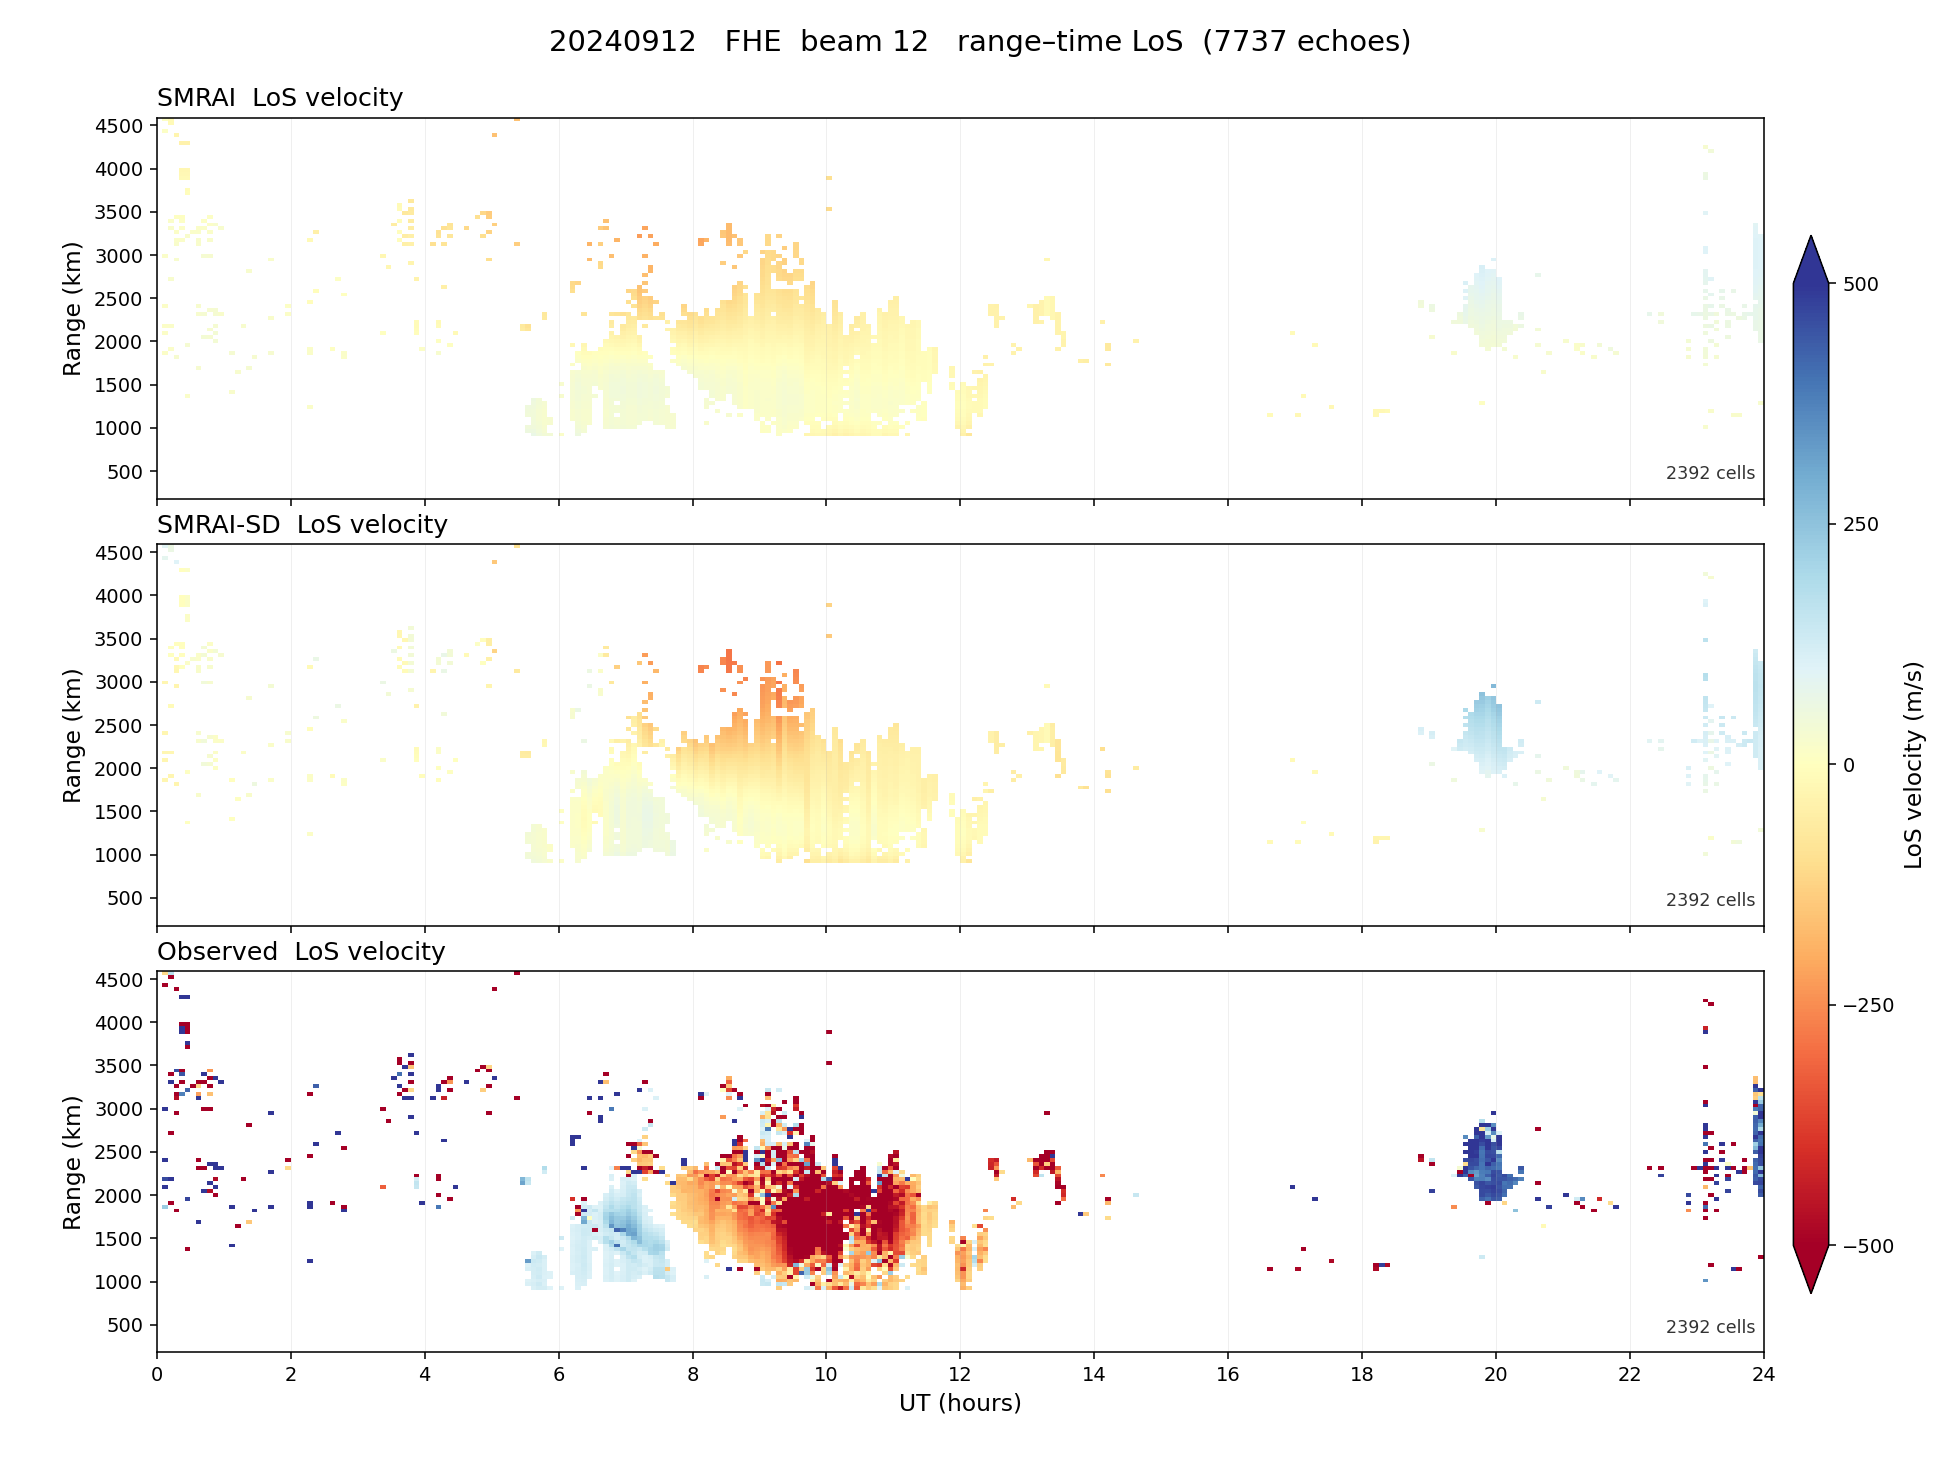 20240912   FHE  beam 12   range–time LoS  (7737 echoes)
SMRAI  LoS velocity
4500
4000
3500
3000
2500
2000
1500
1000
500
Range (km)
2392 cells
SMRAI-SD  LoS velocity
4500
4000
3500
3000
2500
2000
1500
1000
500
Range (km)
2392 cells
Observed  LoS velocity
4500
4000
3500
3000
2500
2000
1500
1000
500
Range (km)
2392 cells
0 2 4 6 8 10 12 14 16 18 20 22 24
UT (hours)
500
250
0
−250
−500
LoS velocity (m/s)